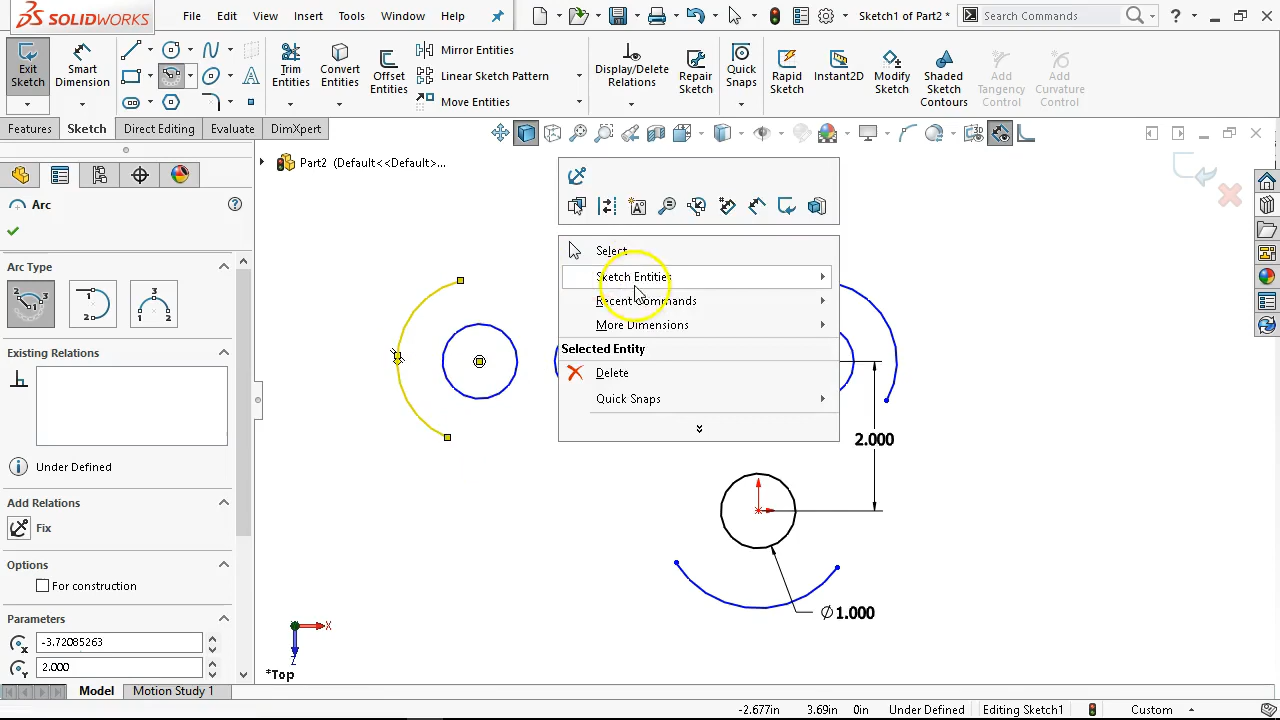 SOLIDWORKS
File Edit View Insert Tools Window Help
Sketch1 of Part2 *
Search Commands
Exit Sketch
Smart Dimension
Trim Entities
Convert Entities
Offset Entities
Mirror Entities
Linear Sketch Pattern
Move Entities
Display/Delete Relations
Repair Sketch
Quick Snaps
Rapid Sketch
Instant2D
Modify Sketch
Shaded Sketch Contours
Add Tangency Control
Add Curvature Control
Features Sketch Direct Editing Evaluate DimXpert
Part2 (Default<<Default>...
Arc
Arc Type
Existing Relations
Under Defined
Add Relations
Fix
Options
For construction
Parameters
-3.72085263
2.000
Select
Sketch Entities
Recent Commands
More Dimensions
Selected Entity
Delete
Quick Snaps
2.000
Ø1.000
X
Z
*Top
Model Motion Study 1
-2.677in 3.69in 0in Under Defined Editing Sketch1 Custom